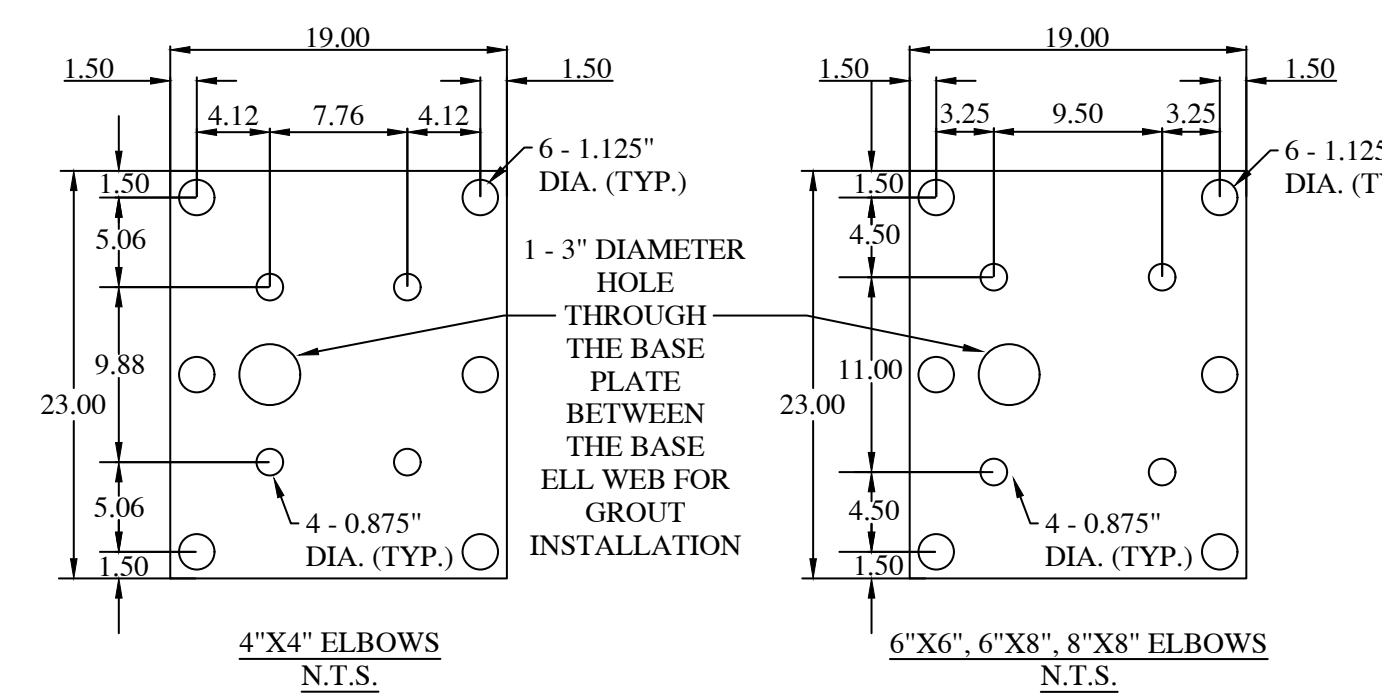 19.00
1.50
1.50
4.12
7.76
4.12
6 - 1.125"
DIA. (TYP.)
1.50
5.06
9.88
23.00
5.06
1.50
4 - 0.875"
DIA. (TYP.)
4"X4" ELBOWS
N.T.S.
1 - 3" DIAMETER
HOLE
THROUGH
THE BASE
PLATE
BETWEEN
THE BASE
ELL WEB FOR
GROUT
INSTALLATION
19.00
1.50
1.50
3.25
9.50
3.25
6 - 1.125
DIA.
1.50
4.50
11.00
23.00
4.50
1.50
4 - 0.875"
DIA. (TYP.)
6"X6", 6"X8", 8"X8" ELBOWS
N.T.S.